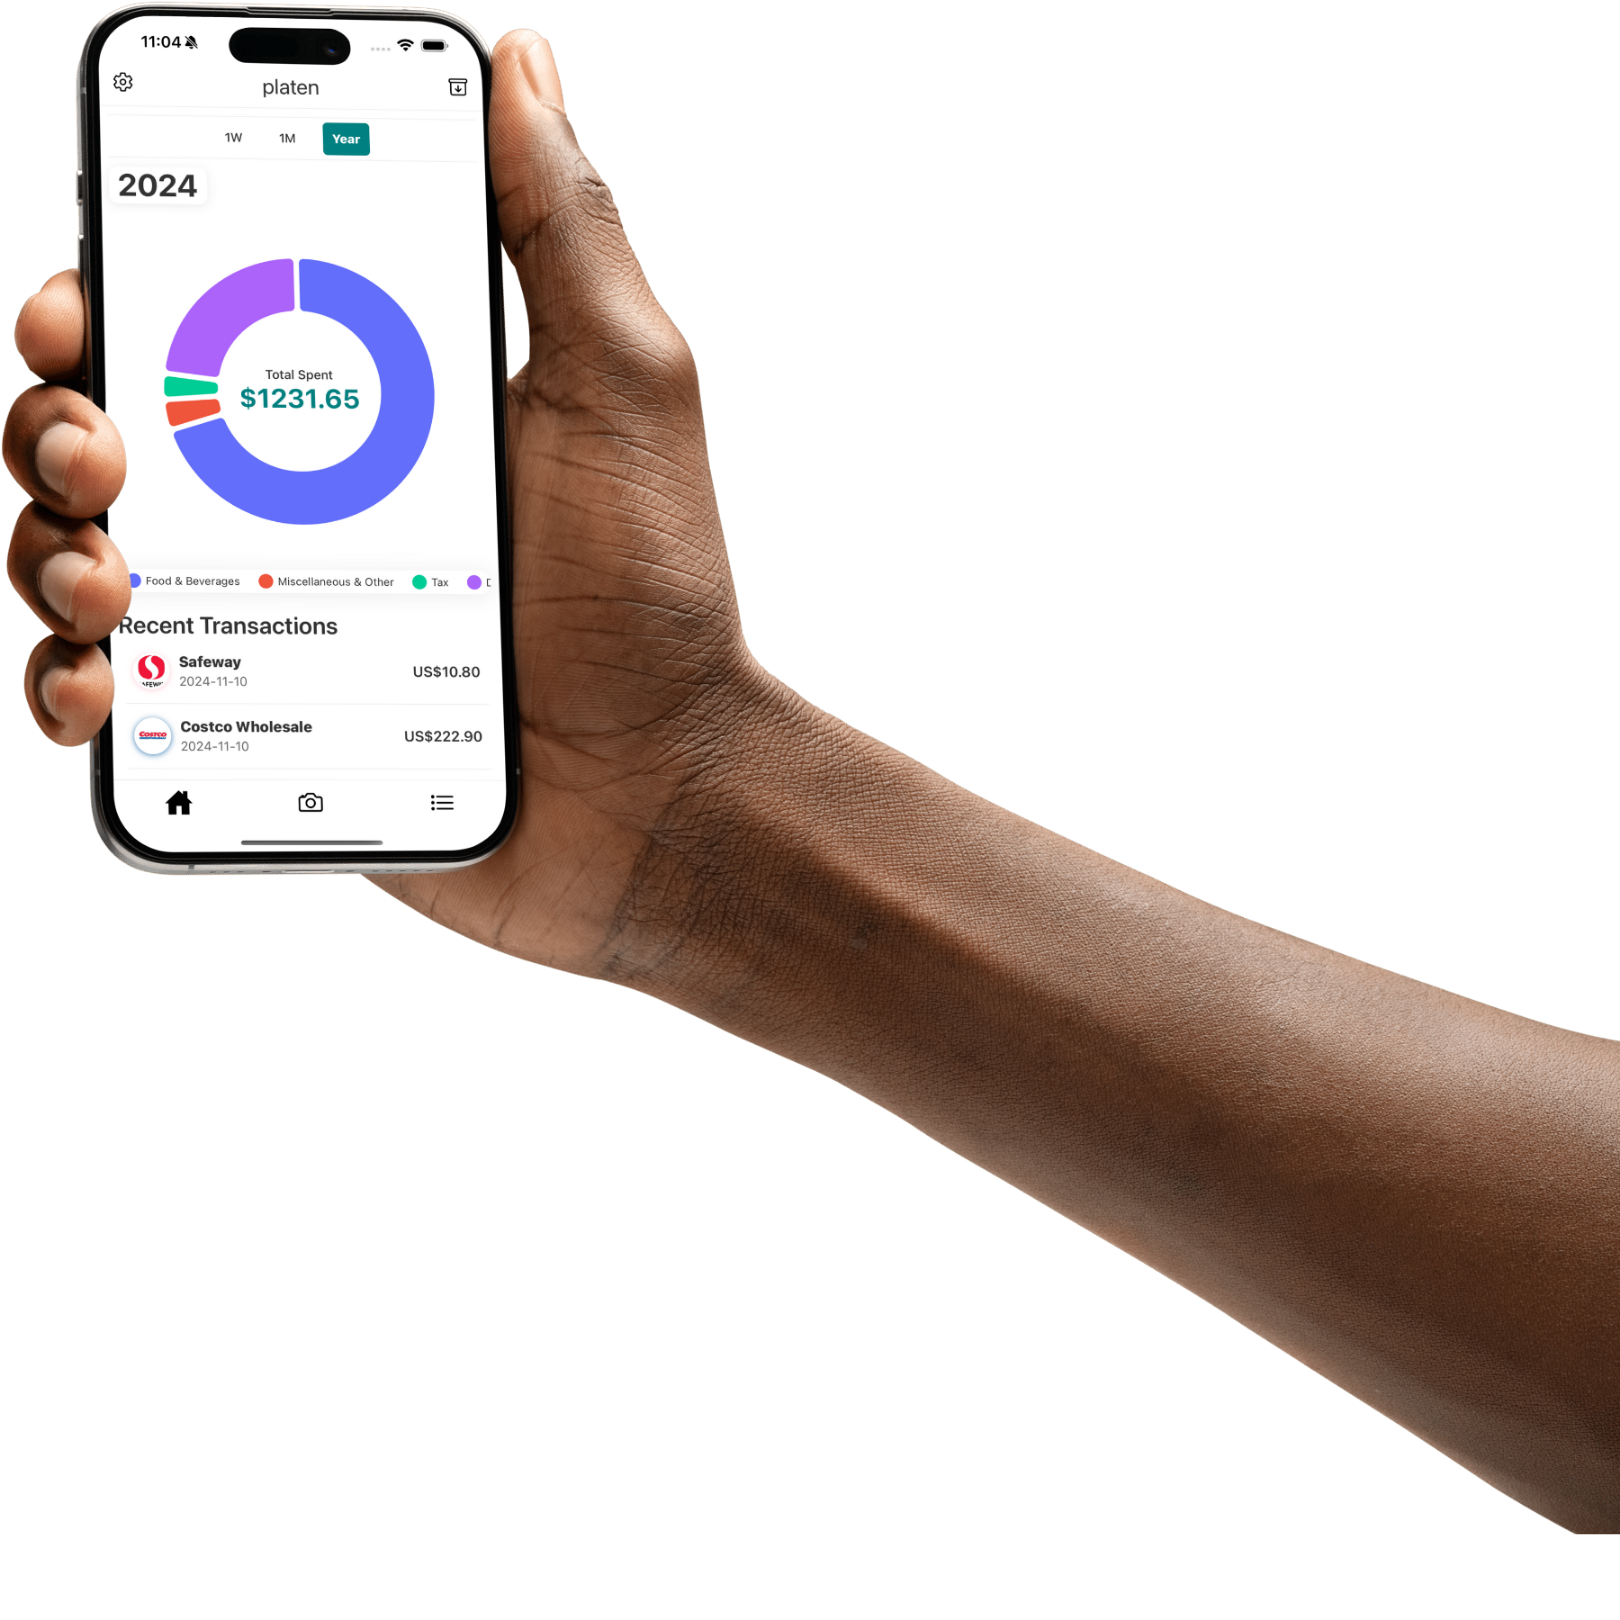 11:04
platen
1W 1M Year
2024
Total Spent
$1231.65
Food & Beverages Miscellaneous & Other Tax
Recent Transactions
Safeway
2024-11-10
US$10.80
Costco Wholesale
COSTCO
2024-11-10
US$222.90